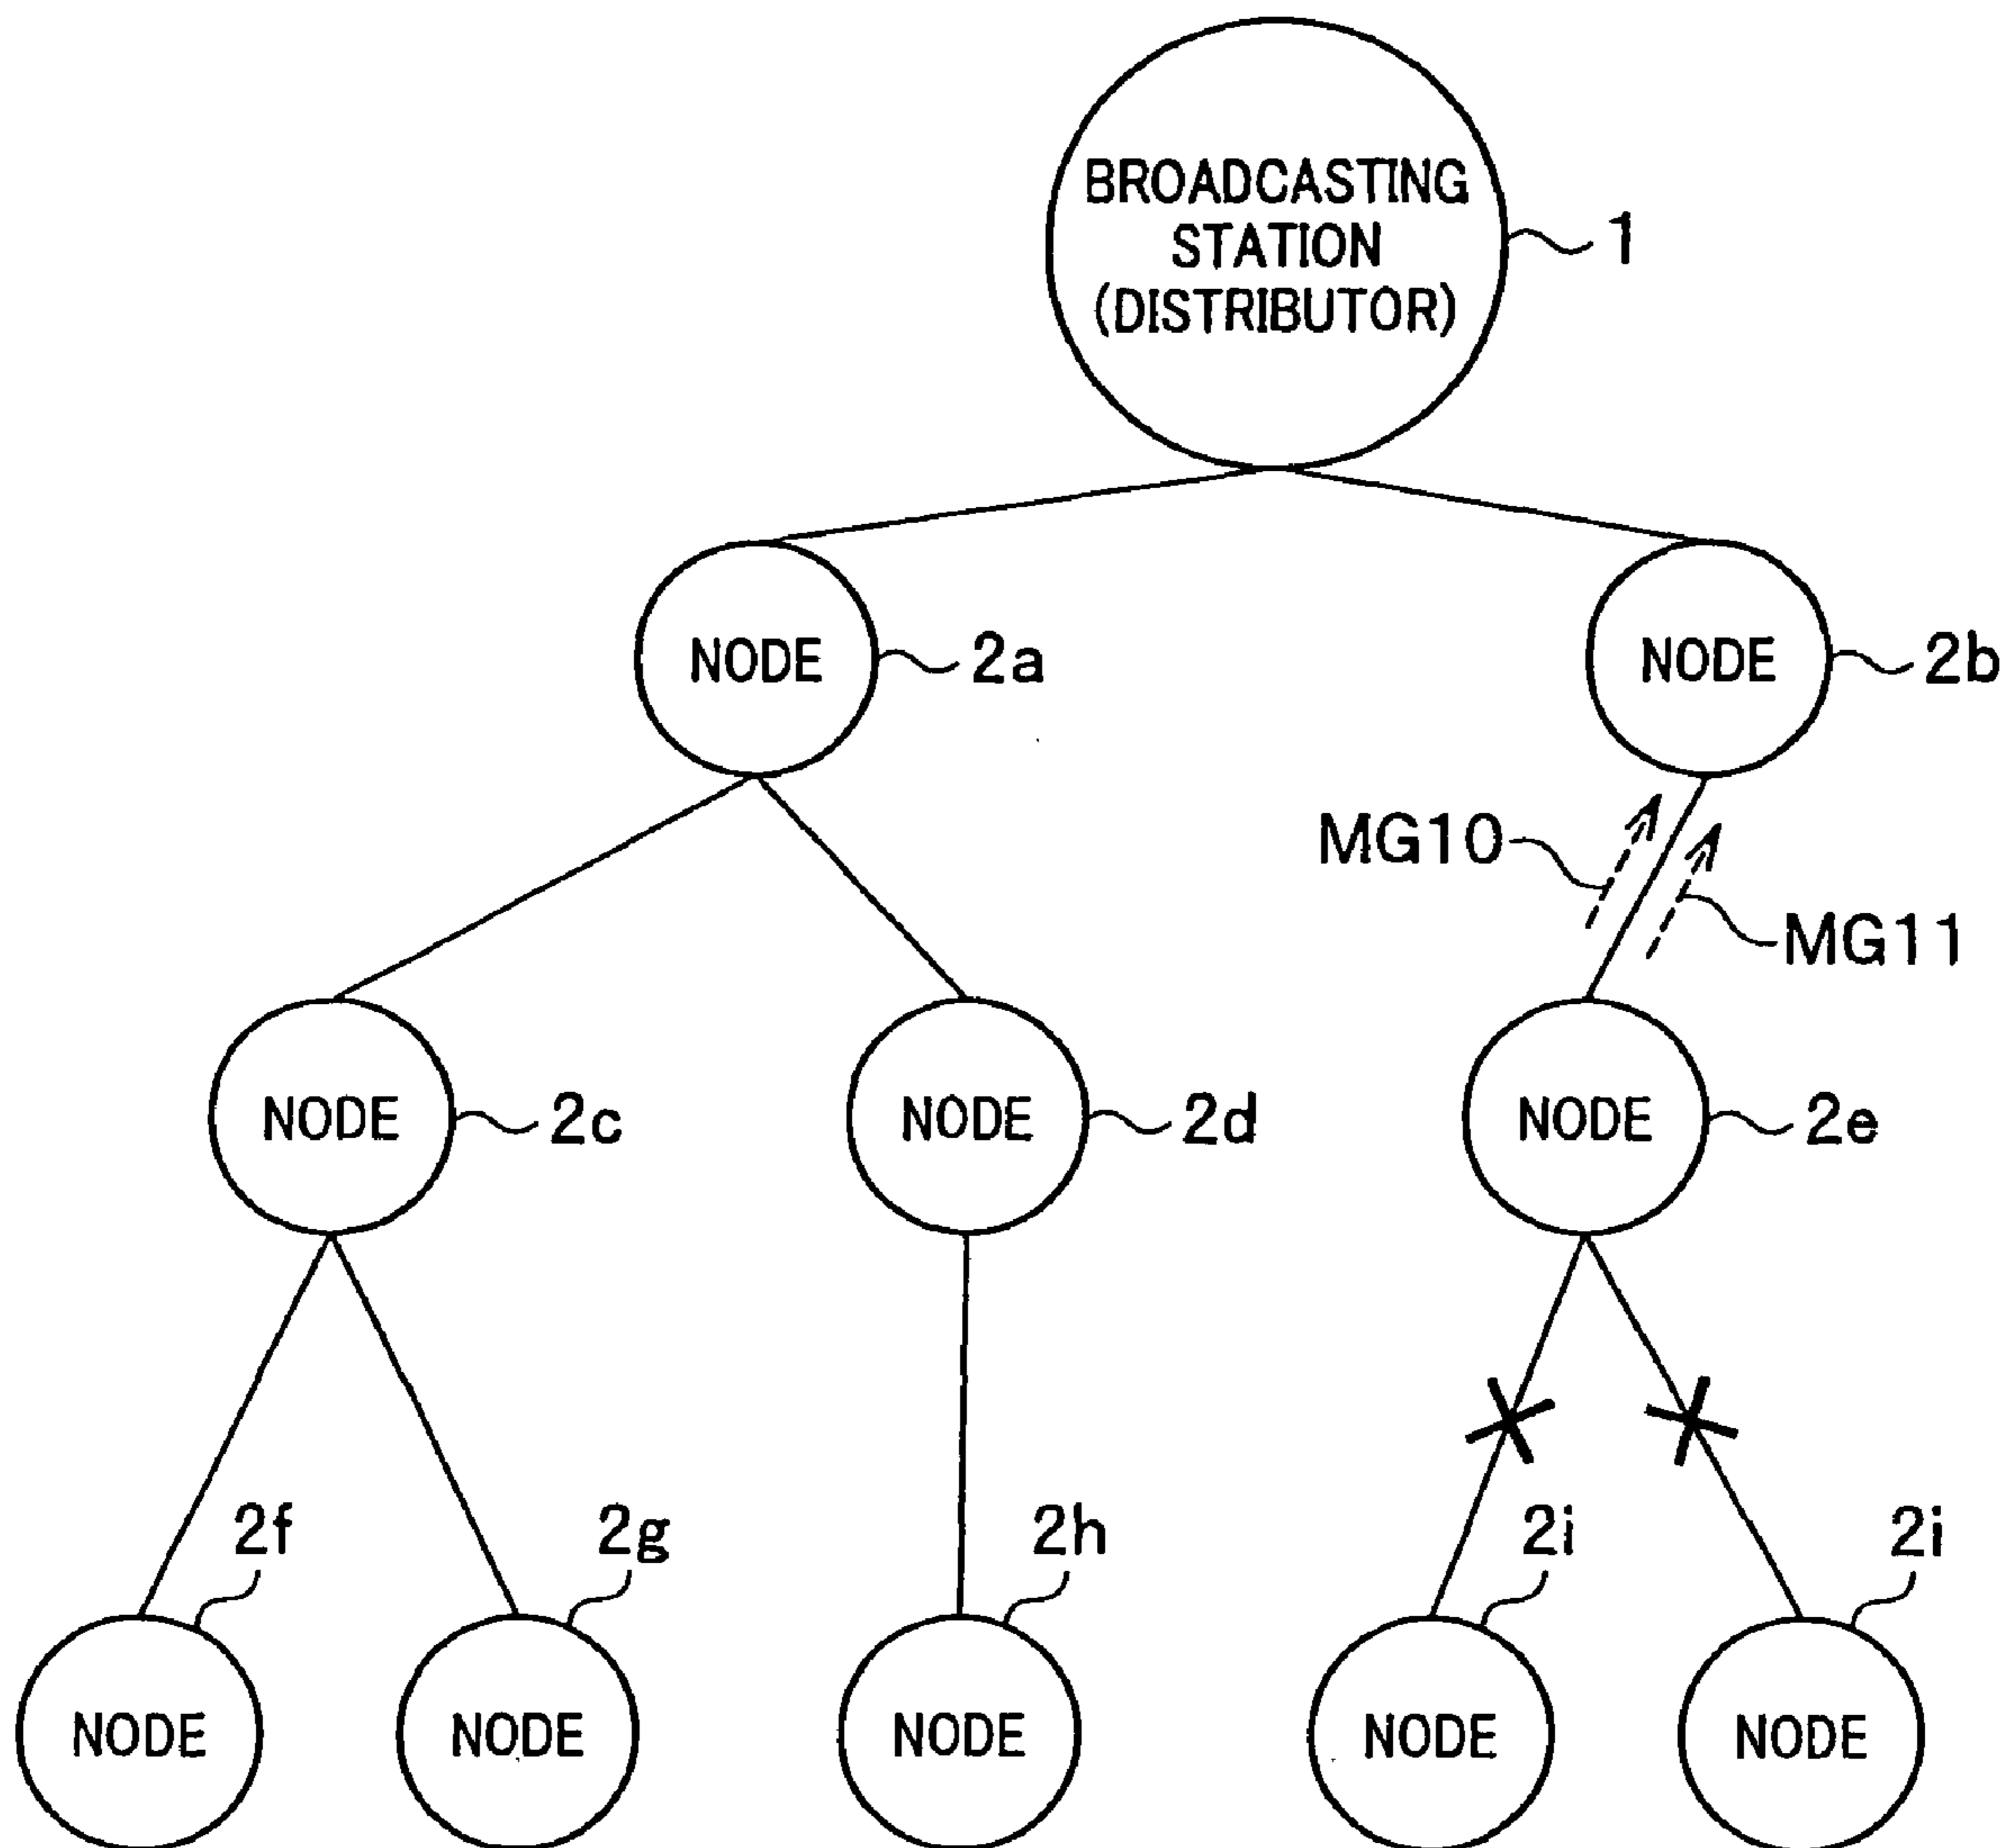 BROADCASTING
STATION
(DISTRIBUTOR)
1
NODE
2a
NODE
2b
MG10
MG11
NODE
2c
NODE
2d
NODE
2e
2f
2g
2h
2i
2i
NODE
NODE
NODE
NODE
NODE